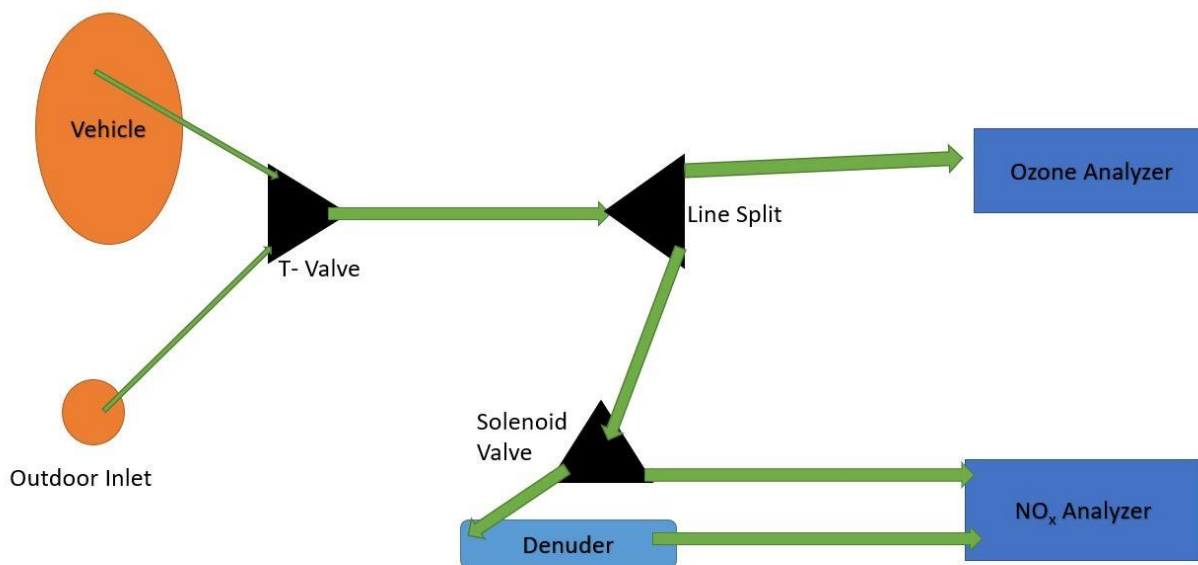 Vehicle
Ozone Analyzer
Line Split
T- Valve
Solenoid
Valve
Outdoor Inlet
NOx Analyzer
Denuder